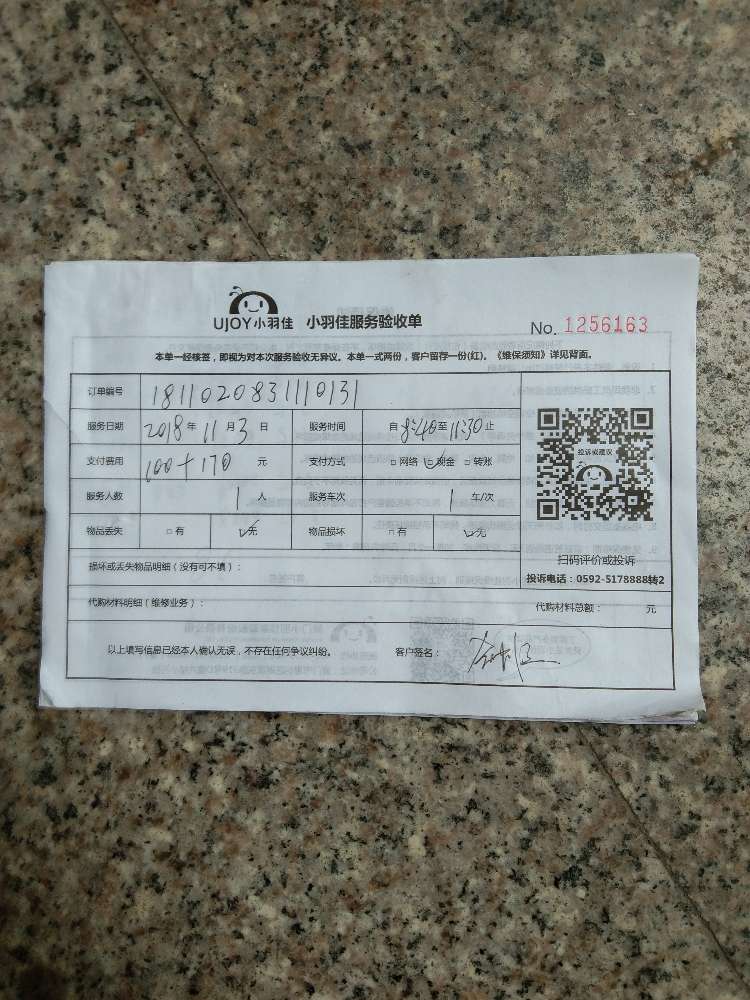 UJOY小羽佳 小羽佳服务验收单 No. 1256163
本单一经核签，即视为对本次服务验收无异议。本单一式两份，客户留存一份(红)。《维保须知》详见背面。
订单编号 18110208311110131
服务日期 2018年11月3日 服务时间 自8:40至11:30止
支付费用 100+170 元 支付方式 □网络 ☑现金 □转账
服务人数 1人 服务车次 1车/次
物品丢失 □有 ☑无 物品损坏 □有 ☑无
投诉或建议
扫码评价或投诉
投诉电话：0592-5178888转2
损坏或丢失物品明细（没有可不填）：
代购材料明细（维修业务）： 代购材料总额： 元
以上填写信息已经本人确认无误，不存在任何争议纠纷。 客户签名：